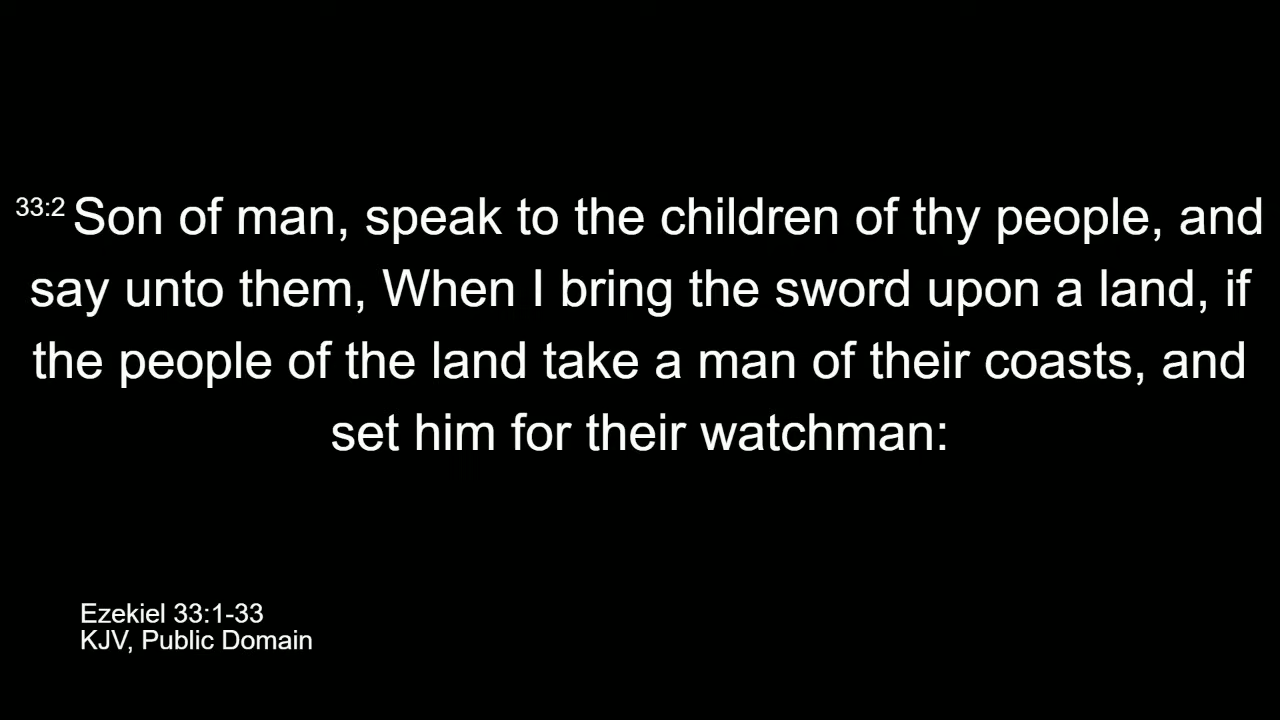 33:2 Son of man, speak to the children of thy people, and
say unto them, When I bring the sword upon a land, if
the people of the land take a man of their coasts, and
set him for their watchman:
Ezekiel 33:1-33
KJV, Public Domain